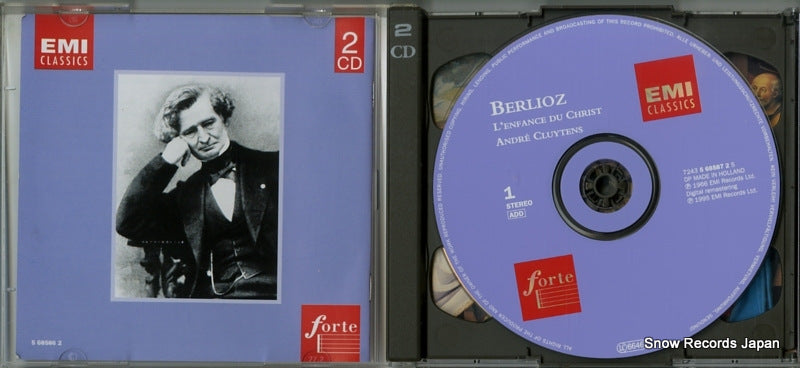 EMI
CLASSICS
2
CD
forte
5 68586 2
2
CD
BERLIOZ
L'ENFANCE DU CHRIST
ANDRÉ CLUYTENS
EMI
CLASSICS
1
STEREO
ADD
7243 5 68587 2 5
DP MADE IN HOLLAND
℗ 1966 EMI Records Ltd.
Digital remastering
℗ 1995 EMI Records Ltd.
forte
Snow Records Japan